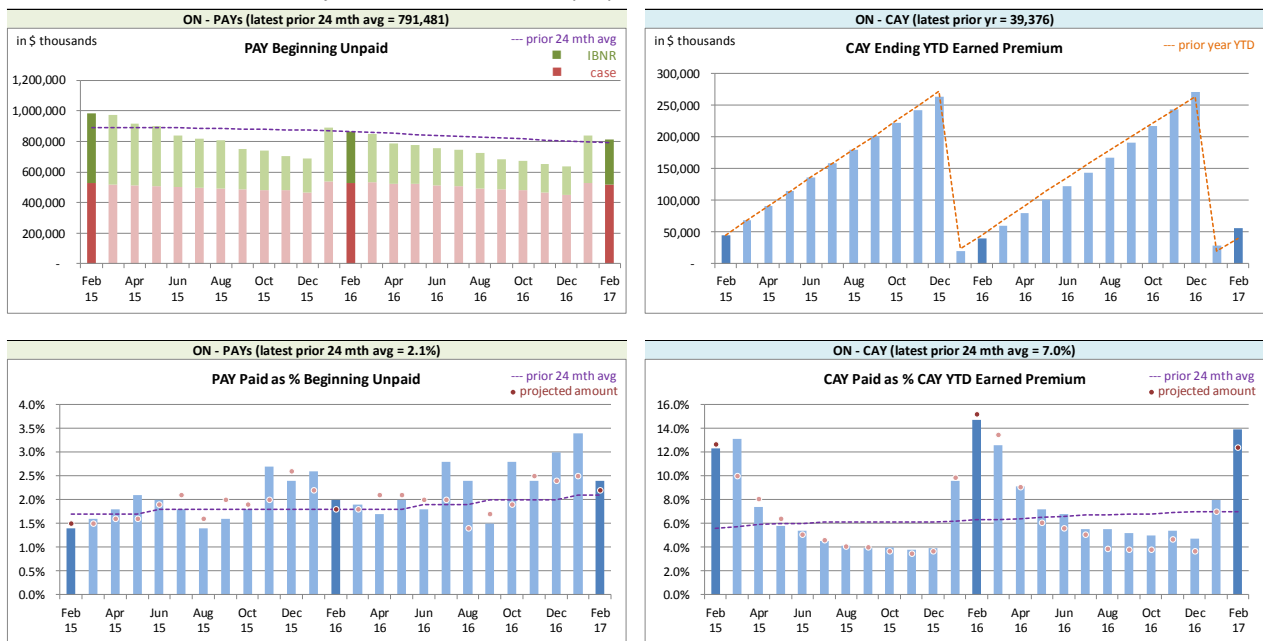 ON - PAYs (latest prior 24 mth avg = 791,481)
in $ thousands
PAY Beginning Unpaid
--- prior 24 mth avg
IBNR
case
1,200,000
1,000,000
800,000
600,000
400,000
200,000
-
Feb Apr Jun Aug Oct Dec Feb Apr Jun Aug Oct Dec Feb
15 15 15 15 15 15 16 16 16 16 16 16 17
ON - CAY (latest prior yr = 39,376)
in $ thousands
CAY Ending YTD Earned Premium
--- prior year YTD
300,000
250,000
200,000
150,000
100,000
50,000
-
Feb Apr Jun Aug Oct Dec Feb Apr Jun Aug Oct Dec Feb
15 15 15 15 15 15 16 16 16 16 16 16 17
ON - PAYs (latest prior 24 mth avg = 2.1%)
PAY Paid as % Beginning Unpaid
--- prior 24 mth avg
• projected amount
4.0%
3.5%
3.0%
2.5%
2.0%
1.5%
1.0%
0.5%
0.0%
Feb Apr Jun Aug Oct Dec Feb Apr Jun Aug Oct Dec Feb
15 15 15 15 15 15 16 16 16 16 16 16 17
ON - CAY (latest prior 24 mth avg = 7.0%)
CAY Paid as % CAY YTD Earned Premium
--- prior 24 mth avg
• projected amount
16.0%
14.0%
12.0%
10.0%
8.0%
6.0%
4.0%
2.0%
0.0%
Feb Apr Jun Aug Oct Dec Feb Apr Jun Aug Oct Dec Feb
15 15 15 15 15 15 16 16 16 16 16 16 17